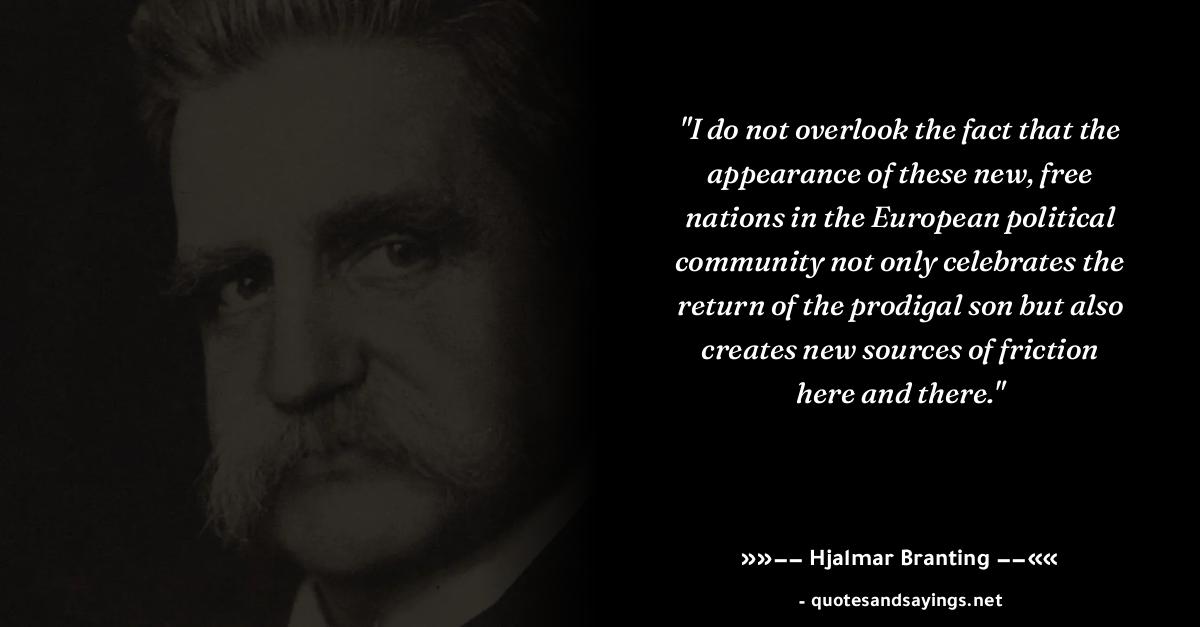 "I do not overlook the fact that the
appearance of these new, free
nations in the European political
community not only celebrates the
return of the prodigal son but also
creates new sources of friction
here and there."
»»−− Hjalmar Branting −−««
- quotesandsayings.net